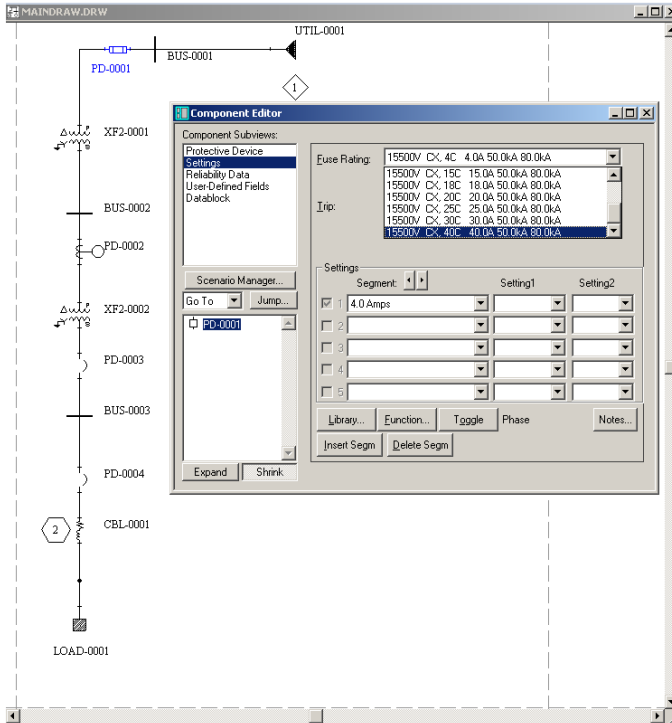 MAINDRAW.DRW
UTIL-0001
BUS-0001
PD-0001
1
XF2-0001
BUS-0002
PD-0002
XF2-0002
PD-0003
BUS-0003
PD-0004
2
CBL-0001
LOAD-0001
Component Editor
Component Subviews:
Protective Device
Settings
Reliability Data
User-Defined Fields
Datablock
Scenario Manager...
Go To
Jump...
PD-0001
Expand
Shrink
Fuse Rating:
15500V CX, 4C 4.0A 50.0kA 80.0kA
15500V CX, 15C 15.0A 50.0kA 80.0kA
15500V CX, 18C 18.0A 50.0kA 80.0kA
15500V CX, 20C 20.0A 50.0kA 80.0kA
15500V CX, 25C 25.0A 50.0kA 80.0kA
15500V CX, 30C 30.0A 50.0kA 80.0kA
15500V CX, 40C 40.0A 50.0kA 80.0kA
Trip:
Settings
Segment:
Setting1
Setting2
1 4.0 Amps
2
3
4
5
Library...
Function...
Toggle
Phase
Notes...
Insert Segm
Delete Segm